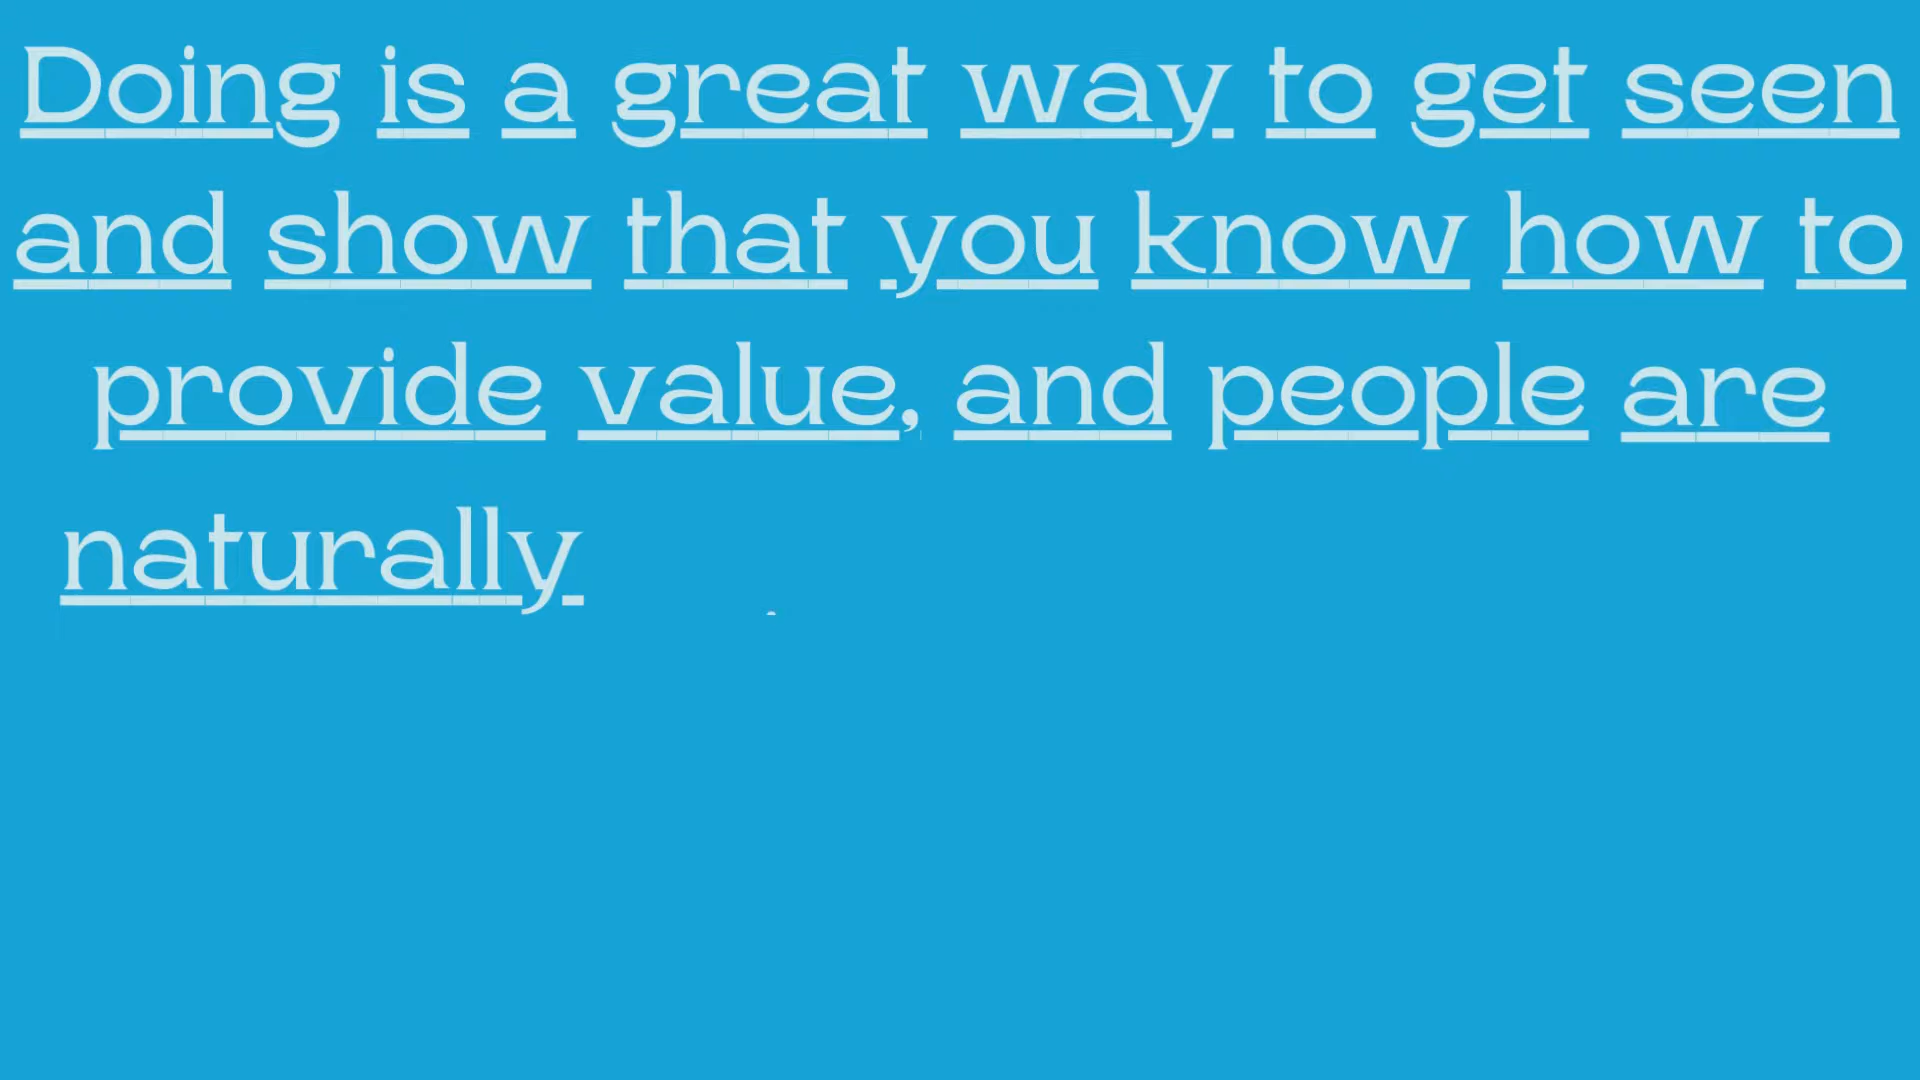 Doing is a great way to get seen
and show that you know how to
provide value, and people are
naturally